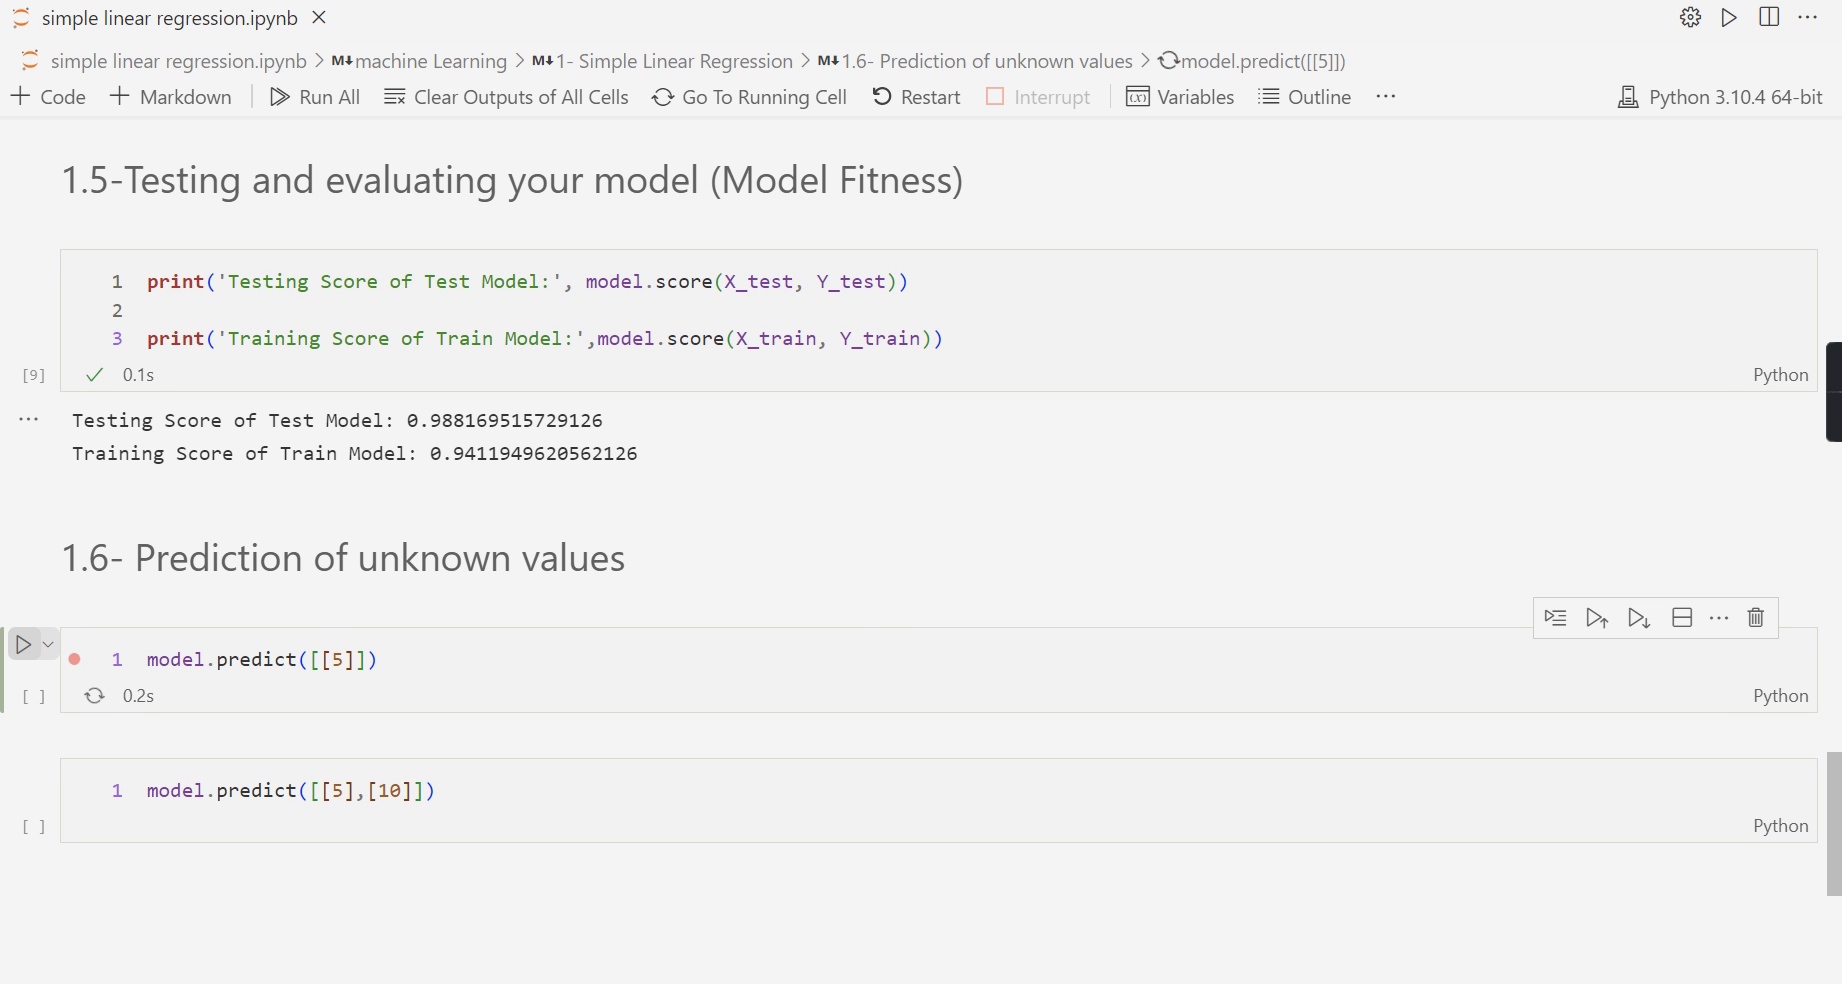 simple linear regression.ipynb
simple linear regression.ipynb > M↓ machine Learning > M↓ 1- Simple Linear Regression > M↓ 1.6- Prediction of unknown values > model.predict([[5]])
+ Code + Markdown | Run All Clear Outputs of All Cells Go To Running Cell Restart Interrupt | Variables Outline ··· Python 3.10.4 64-bit
1.5-Testing and evaluating your model (Model Fitness)
1 print('Testing Score of Test Model:', model.score(X_test, Y_test))
2
3 print('Training Score of Train Model:',model.score(X_train, Y_train))
[9] ✓ 0.1s Python
··· Testing Score of Test Model: 0.988169515729126
Training Score of Train Model: 0.9411949620562126
1.6- Prediction of unknown values
1 model.predict([[5]])
[ ] 0.2s Python
1 model.predict([[5],[10]])
[ ] Python